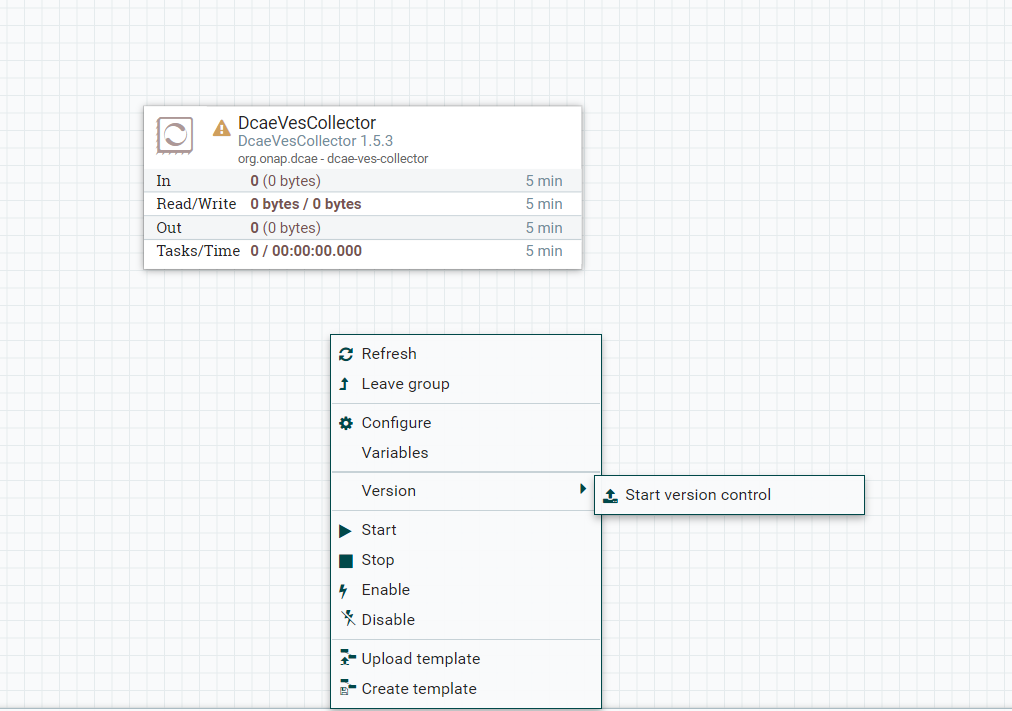 DcaeVesCollector
DcaeVesCollector 1.5.3
org.onap.dcae - dcae-ves-collector
In 0 (0 bytes) 5 min
Read/Write 0 bytes / 0 bytes 5 min
Out 0 (0 bytes) 5 min
Tasks/Time 0 / 00:00:00.000 5 min
Refresh
Leave group
Configure
Variables
Version
Start version control
Start
Stop
Enable
Disable
Upload template
Create template